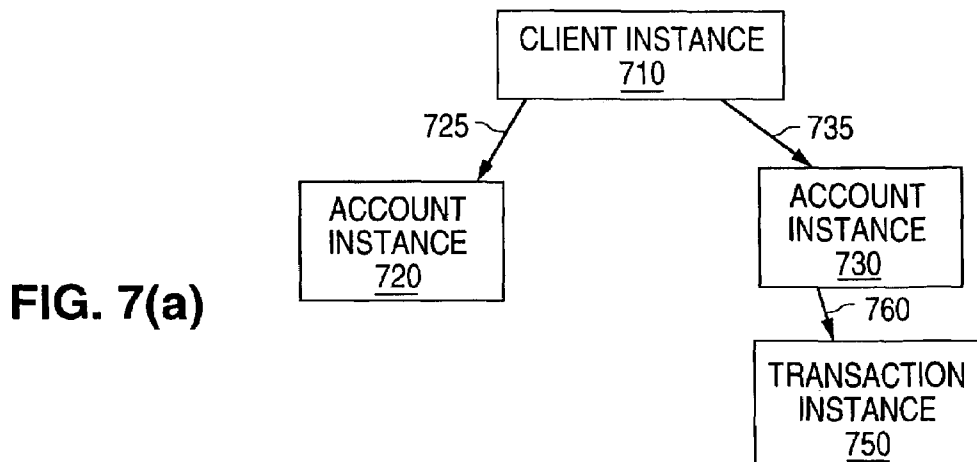 CLIENT INSTANCE
710
725
735
ACCOUNT
INSTANCE
720
ACCOUNT
INSTANCE
730
FIG. 7(a)
760
TRANSACTION
INSTANCE
750